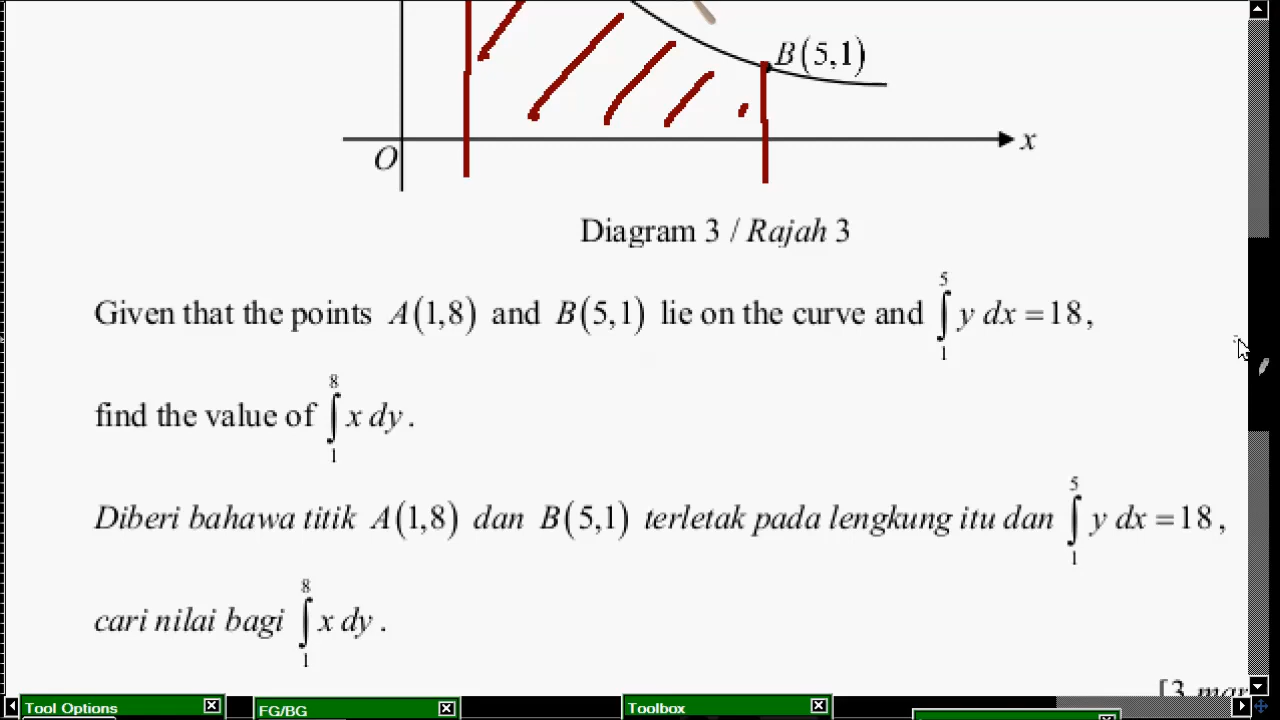 B(5,1)
O
x
Diagram 3 / Rajah 3
Given that the points A(1,8) and B(5,1) lie on the curve and ∫₁⁵ y dx = 18,
find the value of ∫₁⁸ x dy.
Diberi bahawa titik A(1,8) dan B(5,1) terletak pada lengkung itu dan ∫₁⁵ y dx = 18,
cari nilai bagi ∫₁⁸ x dy.
[3
Tool Options
FG/BG
Toolbox